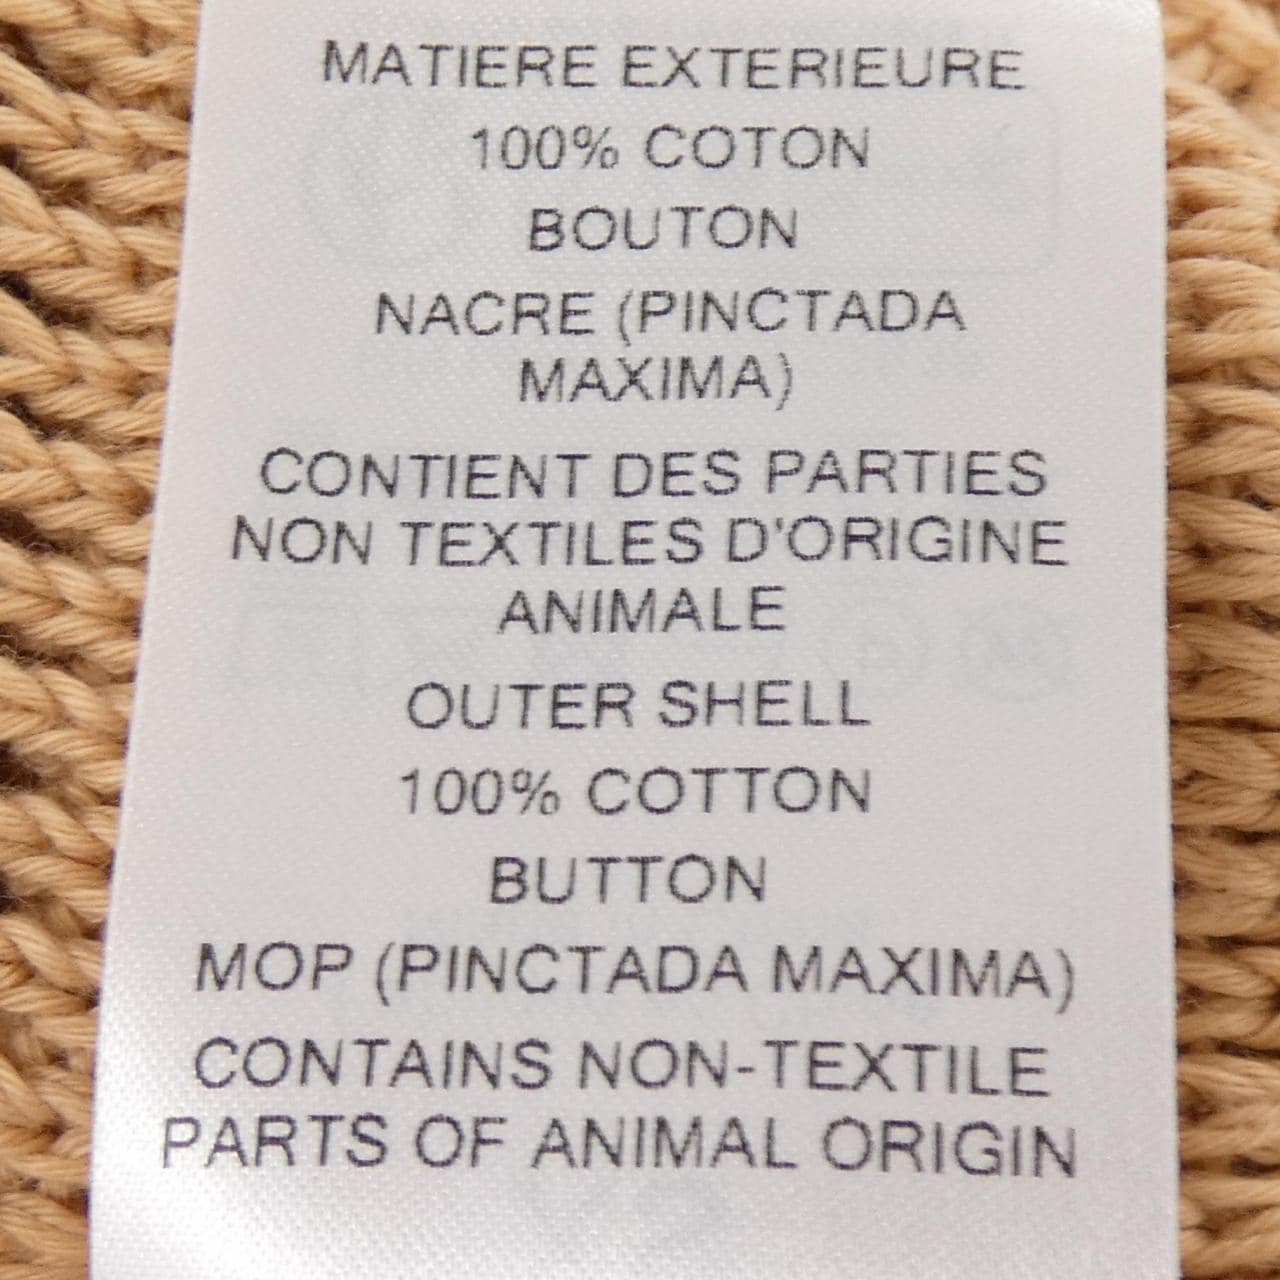 MATIERE EXTERIEURE
100% COTON
BOUTON
NACRE (PINCTADA
MAXIMA)
CONTIENT DES PARTIES
NON TEXTILES D'ORIGINE
ANIMALE
OUTER SHELL
100% COTTON
BUTTON
MOP (PINCTADA MAXIMA)
CONTAINS NON-TEXTILE
PARTS OF ANIMAL ORIGIN